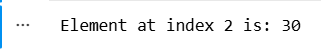 Element at index 2 is: 30